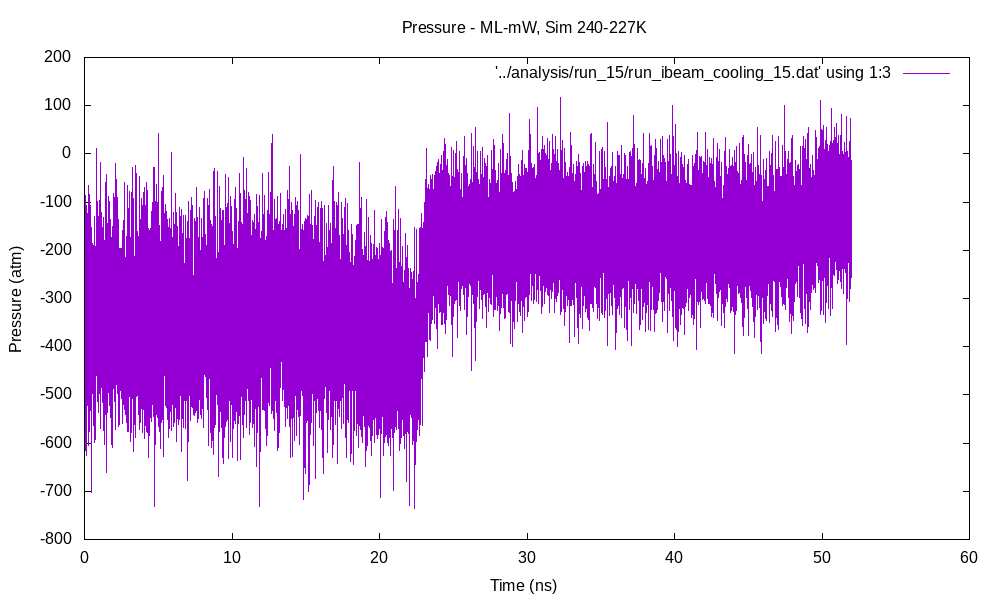 Pressure - ML-mW, Sim 240-227K
'../analysis/run_15/run_ibeam_cooling_15.dat' using 1:3
200
100
0
-100
-200
-300
-400
-500
-600
-700
-800
Pressure (atm)
0 10 20 30 40 50 60
Time (ns)